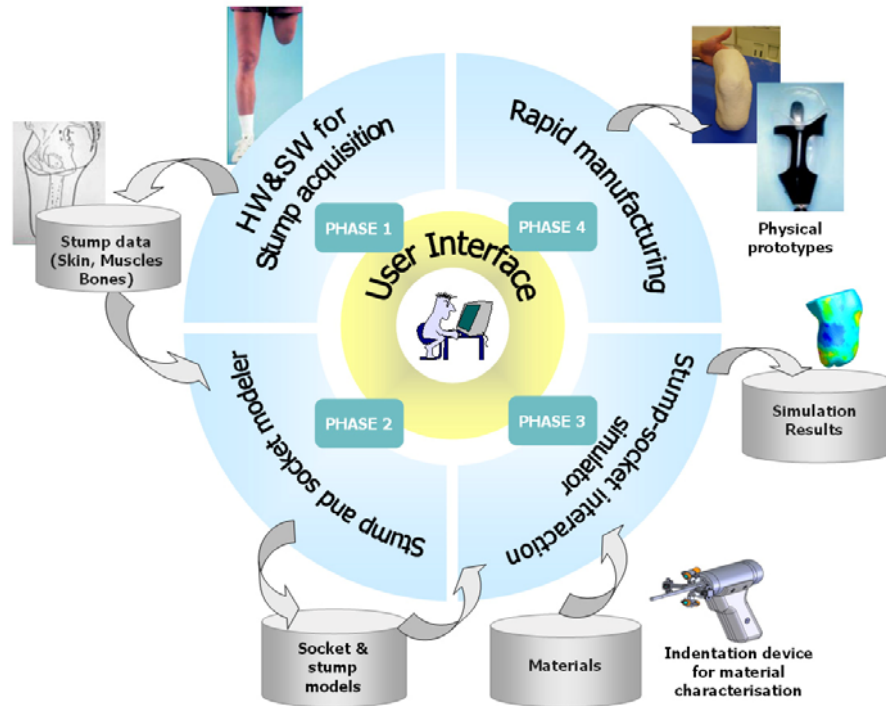 HW&SW for
Stump acquisition
Rapid manufacturing
PHASE 1
PHASE 4
User Interface
Physical
prototypes
Stump data
(Skin, Muscles
Bones)
Stump and socket modeler
PHASE 2
PHASE 3
Stump-socket interaction
simulator
Simulation
Results
Socket &
stump
models
Materials
Indentation device
for material
characterisation